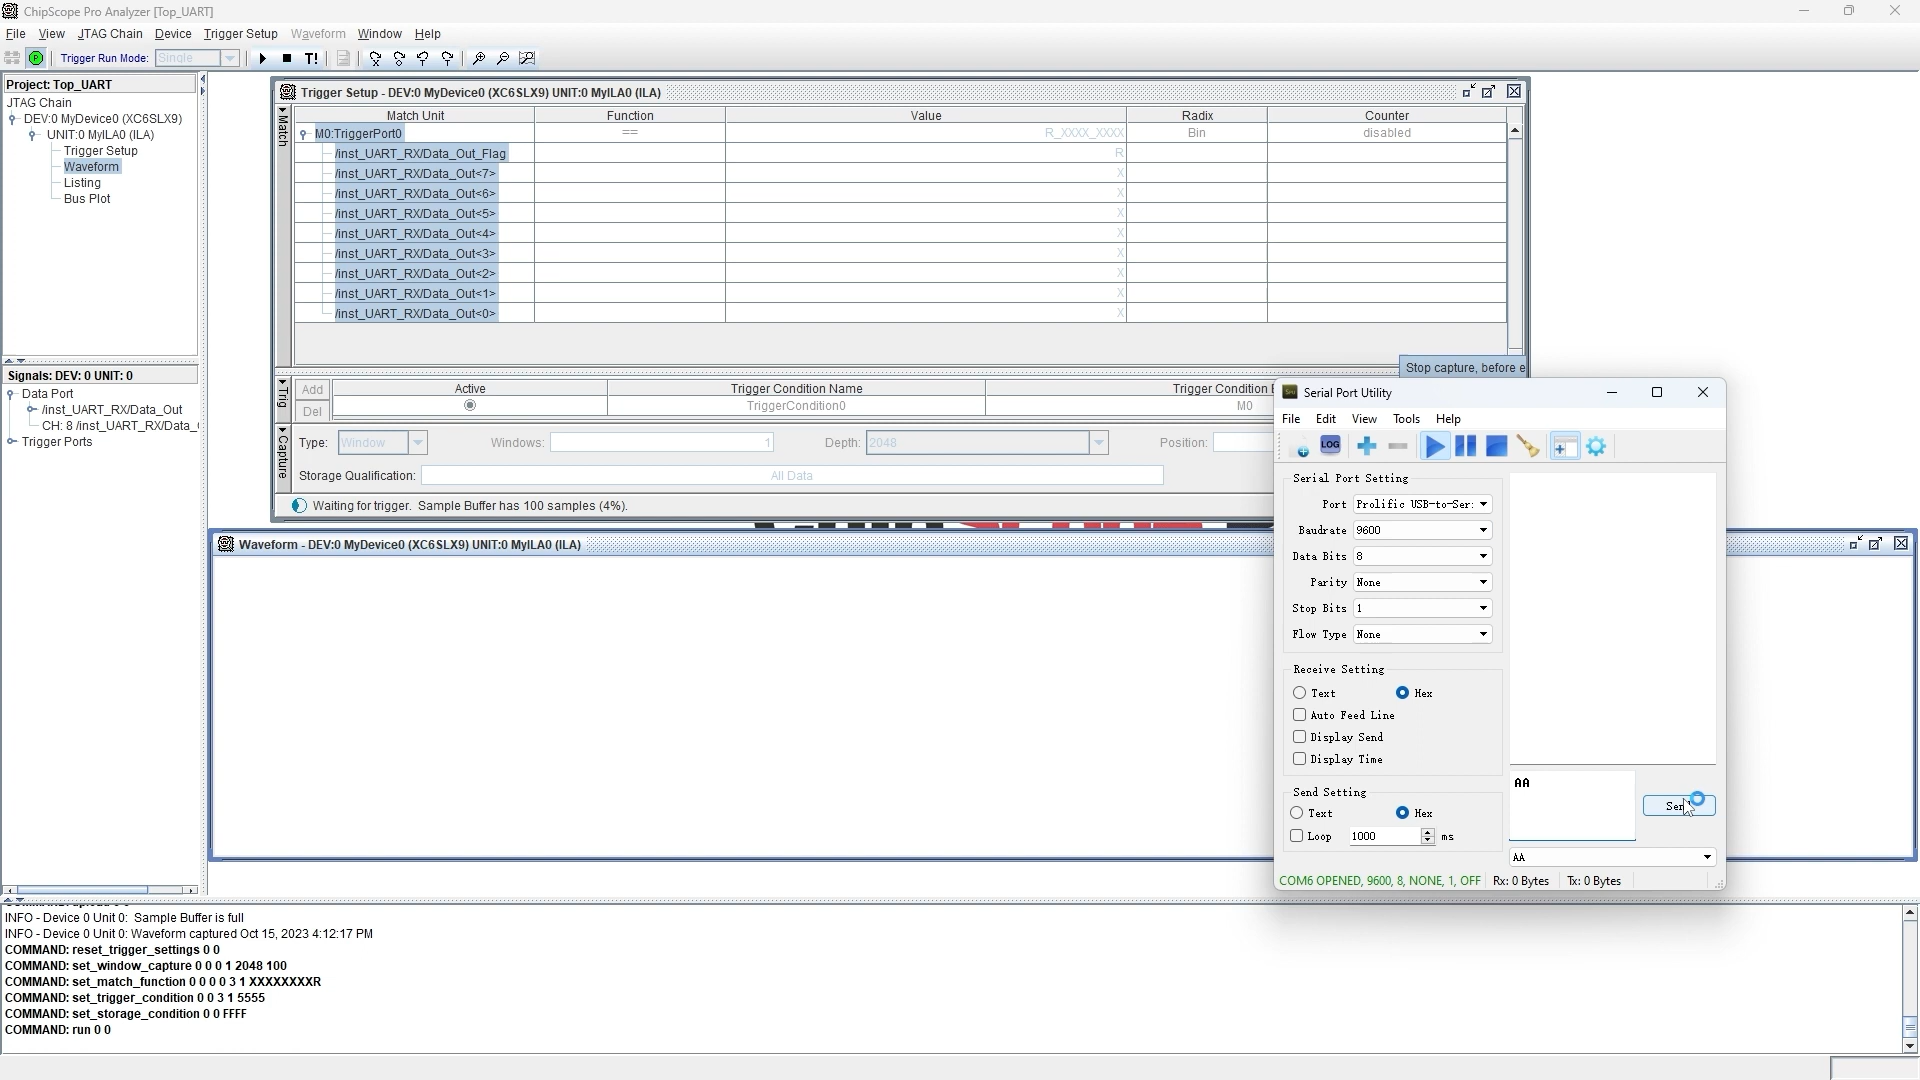 ChipScope Pro Analyzer [Top_UART]
File View JTAG Chain Device Trigger Setup Waveform Window Help
Trigger Run Mode: Single T!
Project: Top_UART
JTAG Chain
DEV:0 MyDevice0 (XC6SLX9)
UNIT:0 MyILA0 (ILA)
Trigger Setup
Waveform
Listing
Bus Plot
Signals: DEV: 0 UNIT: 0
Data Port
/inst_UART_RX/Data_Out
CH: 8 /inst_UART_RX/Data_
Trigger Ports
Trigger Setup - DEV:0 MyDevice0 (XC6SLX9) UNIT:0 MyILA0 (ILA)
Match
Match Unit Function Value Radix Counter
M0:TriggerPort0 == R_XXXX_XXXX Bin disabled
/inst_UART_RX/Data_Out_Flag R
/inst_UART_RX/Data_Out<7> X
/inst_UART_RX/Data_Out<6> X
/inst_UART_RX/Data_Out<5> X
/inst_UART_RX/Data_Out<4> X
/inst_UART_RX/Data_Out<3> X
/inst_UART_RX/Data_Out<2> X
/inst_UART_RX/Data_Out<1> X
/inst_UART_RX/Data_Out<0> X
Stop capture, before e
Trig
Add Active Trigger Condition Name Trigger Condition
Del TriggerCondition0 M0
Capture
Type: Window Windows: 1 Depth: 2048 Position:
Storage Qualification: All Data
Waiting for trigger. Sample Buffer has 100 samples (4%).
Waveform - DEV:0 MyDevice0 (XC6SLX9) UNIT:0 MyILA0 (ILA)
Serial Port Utility
File Edit View Tools Help
LOG
Serial Port Setting
Port Prolific USB-to-Ser:
Baudrate 9600
Data Bits 8
Parity None
Stop Bits 1
Flow Type None
Receive Setting
Text Hex
Auto Feed Line
Display Send
Display Time
Send Setting
Text Hex
Loop 1000 ms
AA
Send
AA
COM6 OPENED, 9600, 8, NONE, 1, OFF Rx: 0 Bytes Tx: 0 Bytes
INFO - Device 0 Unit 0: Sample Buffer is full
INFO - Device 0 Unit 0: Waveform captured Oct 15, 2023 4:12:17 PM
COMMAND: reset_trigger_settings 0 0
COMMAND: set_window_capture 0 0 0 1 2048 100
COMMAND: set_match_function 0 0 0 0 3 1 XXXXXXXXR
COMMAND: set_trigger_condition 0 0 3 1 5555
COMMAND: set_storage_condition 0 0 FFFF
COMMAND: run 0 0